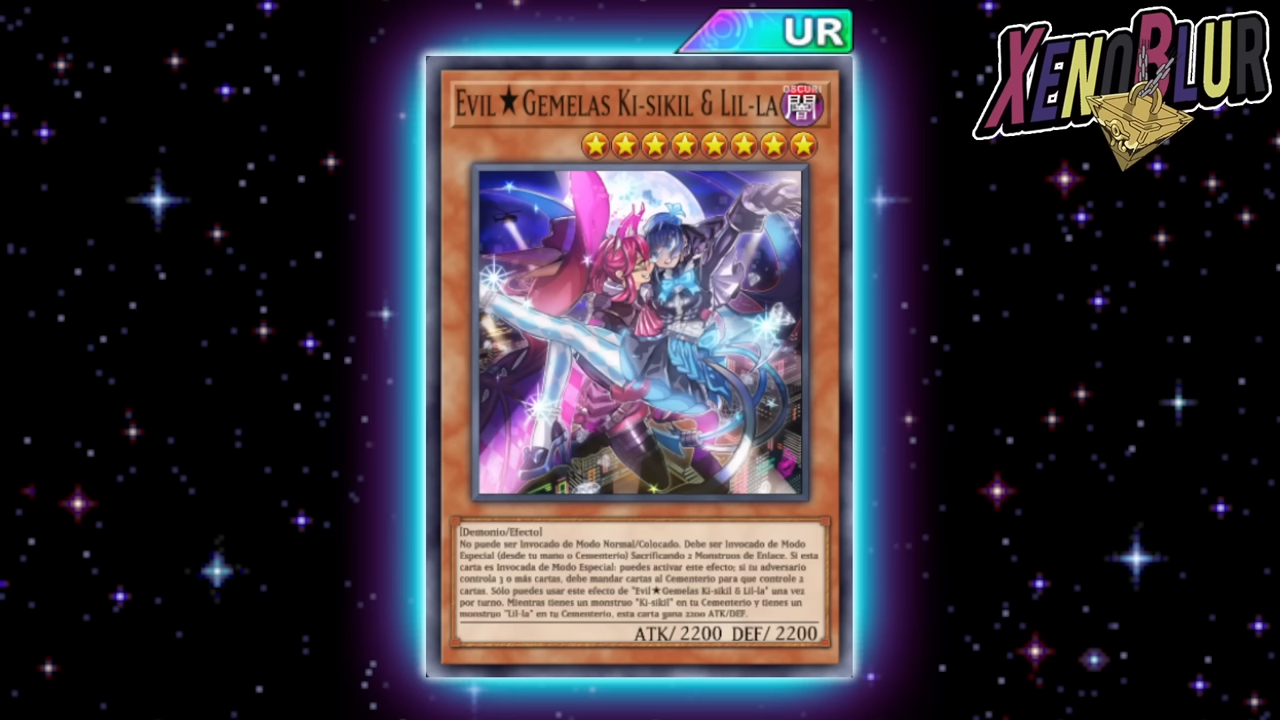 UR
XENOBLUR
EVIL★GEMELAS KI-SIKIL & LIL-LA
OSCURI
闇
[Demonio/Efecto]
No puede ser Invocado de Modo Normal/Colocado. Debe ser Invocado de Modo
Especial (desde tu mano o Cementerio) Sacrificando 2 Monstruos de Enlace. Si esta
carta es Invocada de Modo Especial: puedes activar este efecto; si tu adversario
controla 3 o más cartas, debe mandar cartas al Cementerio para que controle 2
cartas. Sólo puedes usar este efecto de "Evil★Gemelas Ki-sikil & Lil-la" una vez
por turno. Mientras tienes un monstruo "Ki-sikil" en tu Cementerio y tienes un
monstruo "Lil-la" en tu Cementerio, esta carta gana 2200 ATK/DEF.
ATK/ 2200 DEF/ 2200